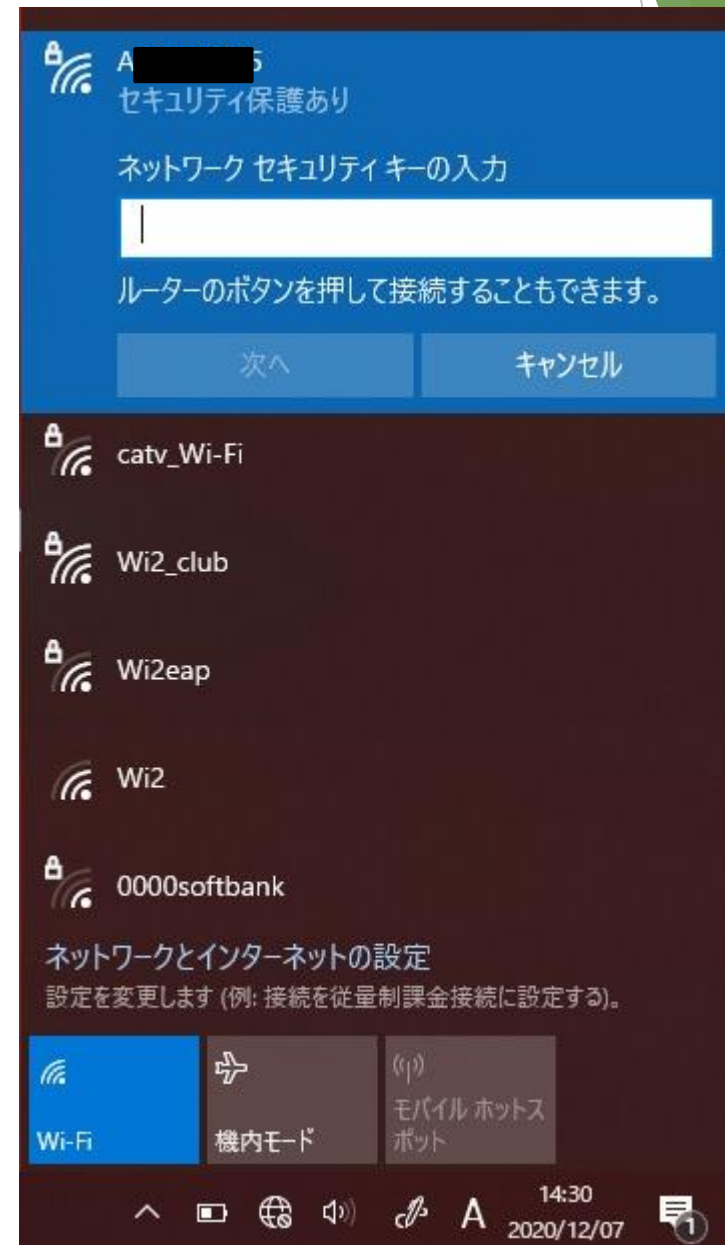 A 5
セキュリティ保護あり
ネットワーク セキュリティ キーの入力
ルーターのボタンを押して接続することもできます。
次へ キャンセル
catv_Wi-Fi
Wi2_club
Wi2eap
Wi2
0000softbank
ネットワークとインターネットの設定
設定を変更します (例: 接続を従量制課金接続に設定する)。
Wi-Fi 機内モード モバイル ホットス
ポット
A 14:30
2020/12/07 1